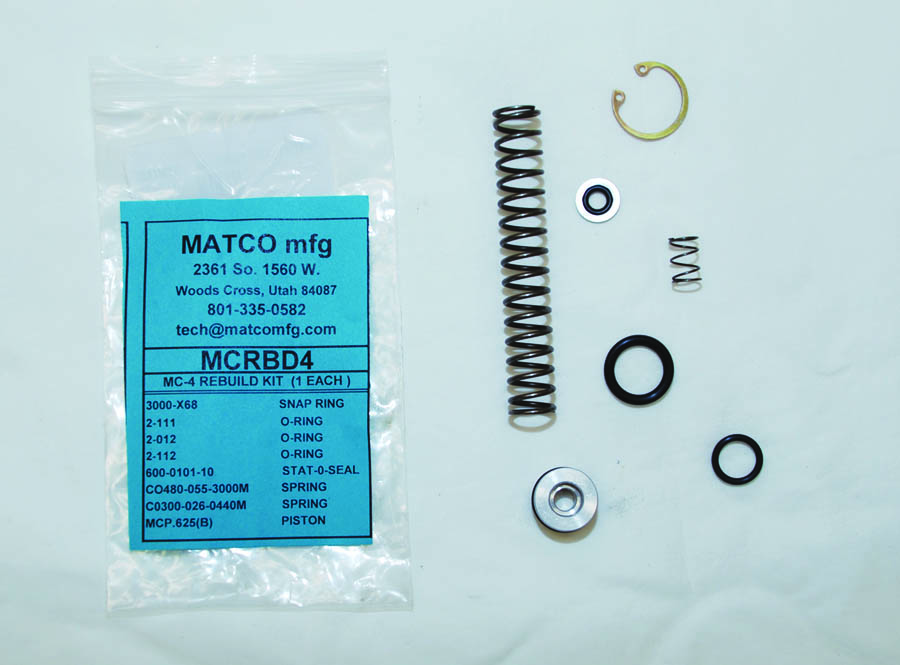 MATCO mfg
2361 So. 1560 W.
Woods Cross, Utah 84087
801-335-0582
tech@matcomfg.com
MCRBD4
MC-4 REBUILD KIT (1 EACH )
3000-X68 SNAP RING
2-111 O-RING
2-012 O-RING
2-112 O-RING
600-0101-10 STAT-0-SEAL
CO480-055-3000M SPRING
C0300-026-0440M SPRING
MCP.625(B) PISTON